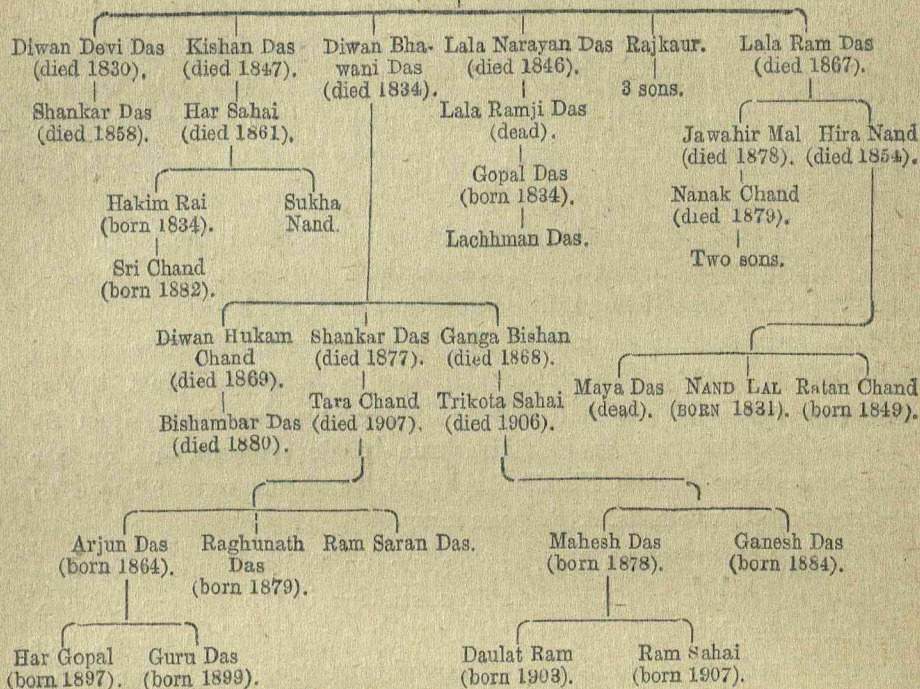 Diwan Devi Das Kishan Das Diwan Bha- Lala Narayan Das Rajkaur. Lala Ram Das
(died 1830). (died 1847). wani Das (died 1846). (died 1867).
(died 1834). 3 sons.
Shankar Das Har Sahai Lala Ramji Das
(died 1858). (died 1861). (dead). Jawahir Mal Hira Nand
(died 1878). (died 1854).
Gopal Das
Hakim Rai Sukha (born 1834). Nanak Chand
(born 1834). Nand. (died 1879).
Lachhman Das.
Sri Chand Two sons.
(born 1882).
Diwan Hukam Shankar Das Ganga Bishan
Chand (died 1877). (died 1868).
(died 1869). Maya Das NAND LAL Ratan Chand
Tara Chand Trikota Sahai (dead). (BORN 1831). (born 1849).
Bishambar Das (died 1907). (died 1906).
(died 1880).
Arjun Das Raghunath Ram Saran Das. Mahesh Das Ganesh Das
(born 1864). Das (born 1878). (born 1884).
(born 1879).
Har Gopal Guru Das Daulat Ram Ram Sahai
(born 1897). (born 1899). (born 1903). (born 1907).